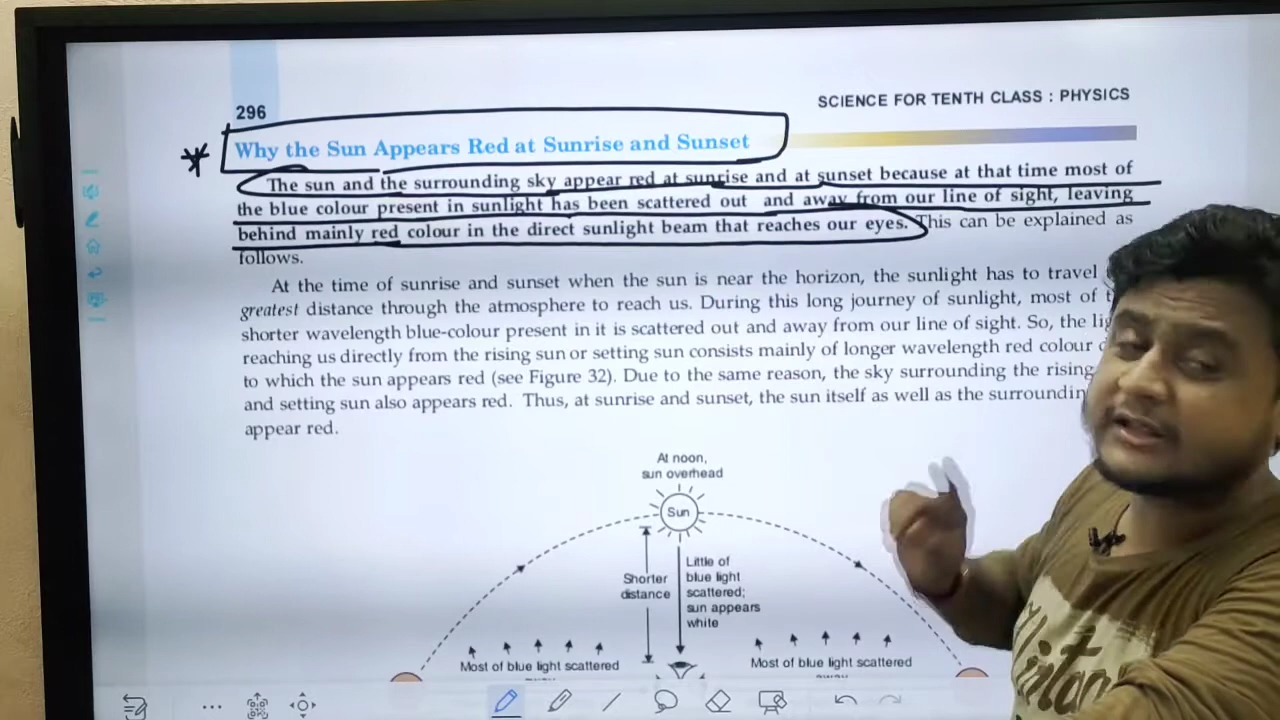 296
SCIENCE FOR TENTH CLASS : PHYSICS
Why the Sun Appears Red at Sunrise and Sunset
The sun and the surrounding sky appear red at sunrise and at sunset because at that time most of
the blue colour present in sunlight has been scattered out and away from our line of sight, leaving
behind mainly red colour in the direct sunlight beam that reaches our eyes. This can be explained as
follows.
At the time of sunrise and sunset when the sun is near the horizon, the sunlight has to travel
greatest distance through the atmosphere to reach us. During this long journey of sunlight, most of
shorter wavelength blue-colour present in it is scattered out and away from our line of sight. So, the
reaching us directly from the rising sun or setting sun consists mainly of longer wavelength red colour
to which the sun appears red (see Figure 32). Due to the same reason, the sky surrounding the rising
and setting sun also appears red. Thus, at sunrise and sunset, the sun itself as well as the
appear red.
At noon,
sun overhead
Sun
Shorter
distance
Little of
blue light
scattered;
sun appears
white
Most of blue light scattered
Most of blue light scattered